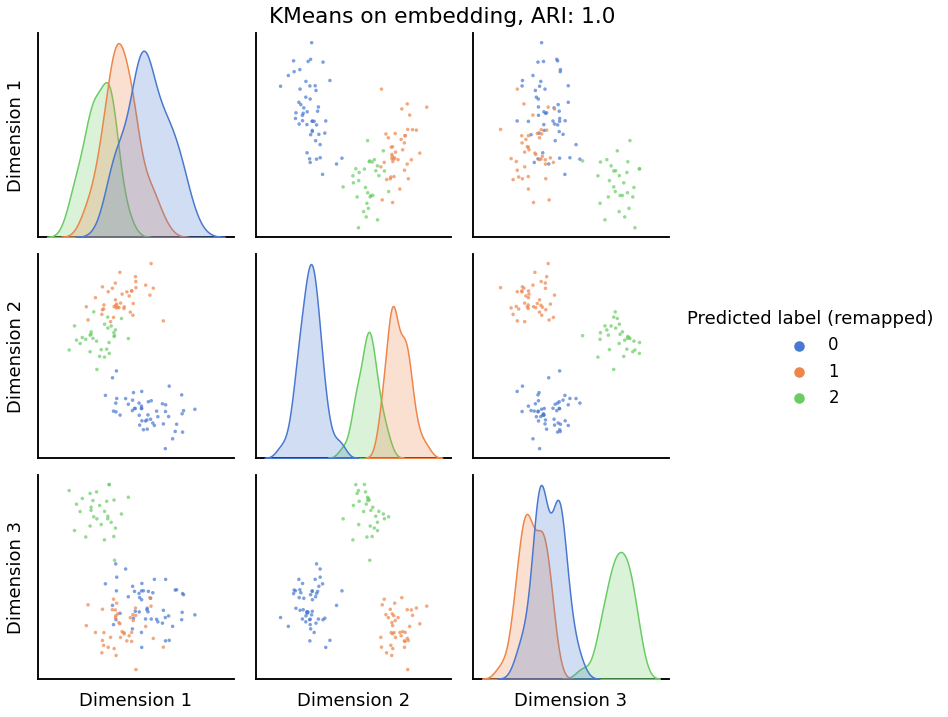 KMeans on embedding, ARI: 1.0
Dimension 1
Dimension 2
Dimension 3
Predicted label (remapped)
0
1
2
Dimension 1
Dimension 2
Dimension 3